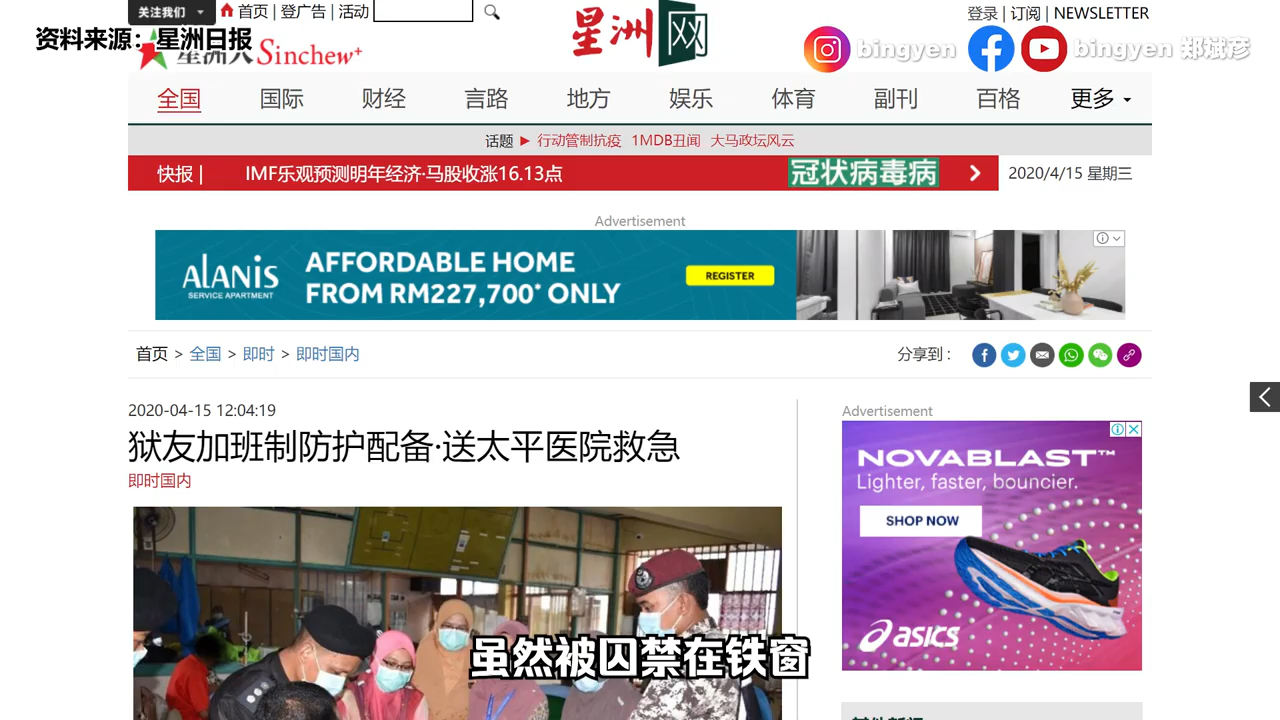 关注我们
首页 | 登广告 | 活动
登录 | 订阅 | NEWSLETTER
资料来源：星洲日报
星洲人 Sinchew+
星洲网
bingyen
bingyen 郑斌彦
全国 国际 财经 言路 地方 娱乐 体育 副刊 百格 更多
话题 ► 行动管制抗疫 1MDB丑闻 大马政坛风云
快报 | IMF乐观预测明年经济·马股收涨16.13点 冠状病毒病 2020/4/15 星期三
Advertisement
ALANIS
SERVICE APARTMENT
AFFORDABLE HOME
FROM RM227,700* ONLY
REGISTER
首页 > 全国 > 即时 > 即时国内
分享到 :
2020-04-15 12:04:19
狱友加班制防护配备·送太平医院救急
即时国内
Advertisement
NOVABLAST™
Lighter, faster, bouncier.
SHOP NOW
asics
虽然被囚禁在铁窗